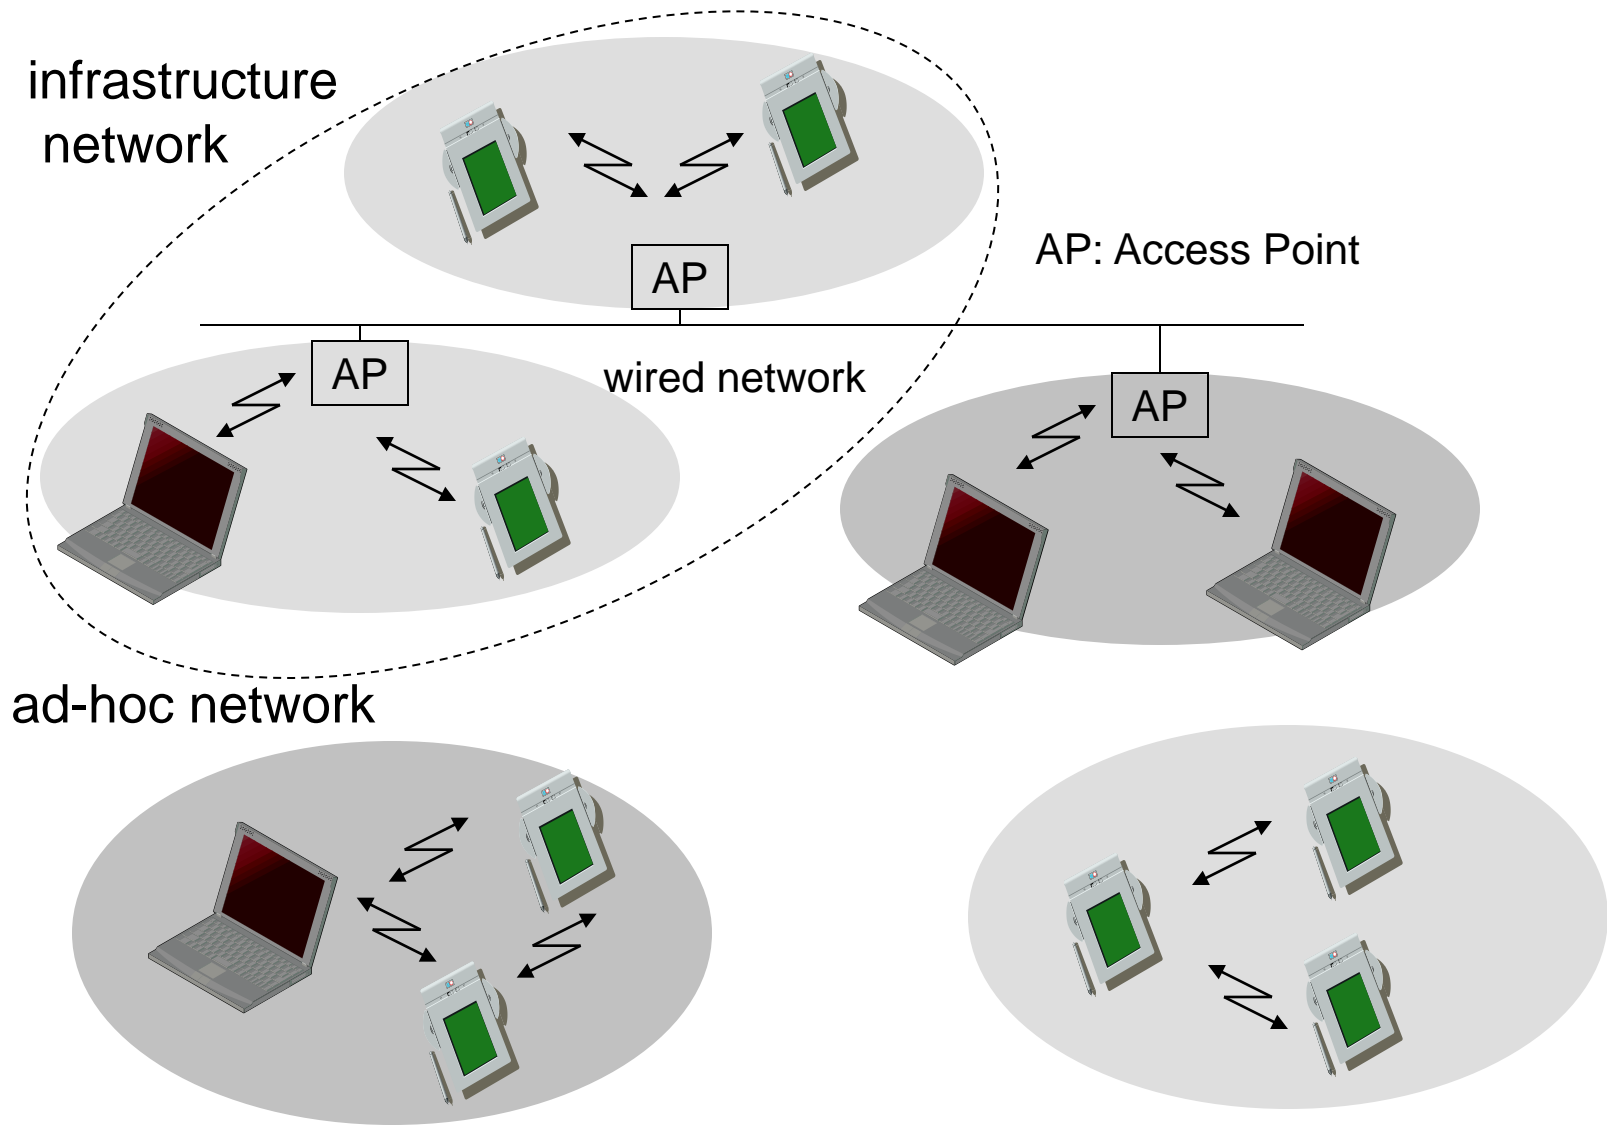 infrastructure
network
AP: Access Point
AP
AP
wired network
AP
ad-hoc network